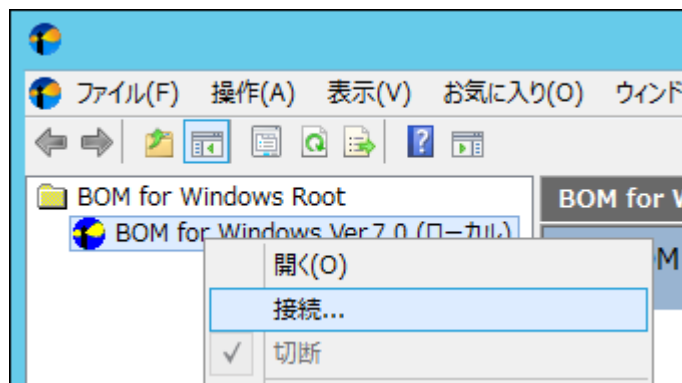 ファイル(F) 操作(A) 表示(V) お気に入り(O) ウィンド
BOM for Windows Root
BOM for W
BOM for Windows Ver.7.0 (ローカル)
M
開く(O)
接続...
切断